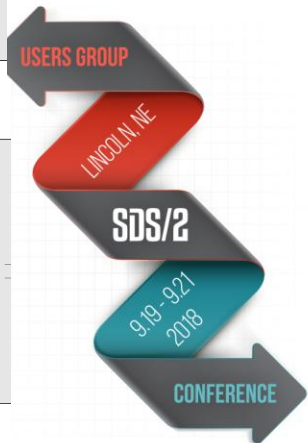 USERS GROUP
LINCOLN, NE
SDS/2
9.19 - 9.21
2018
CONFERENCE